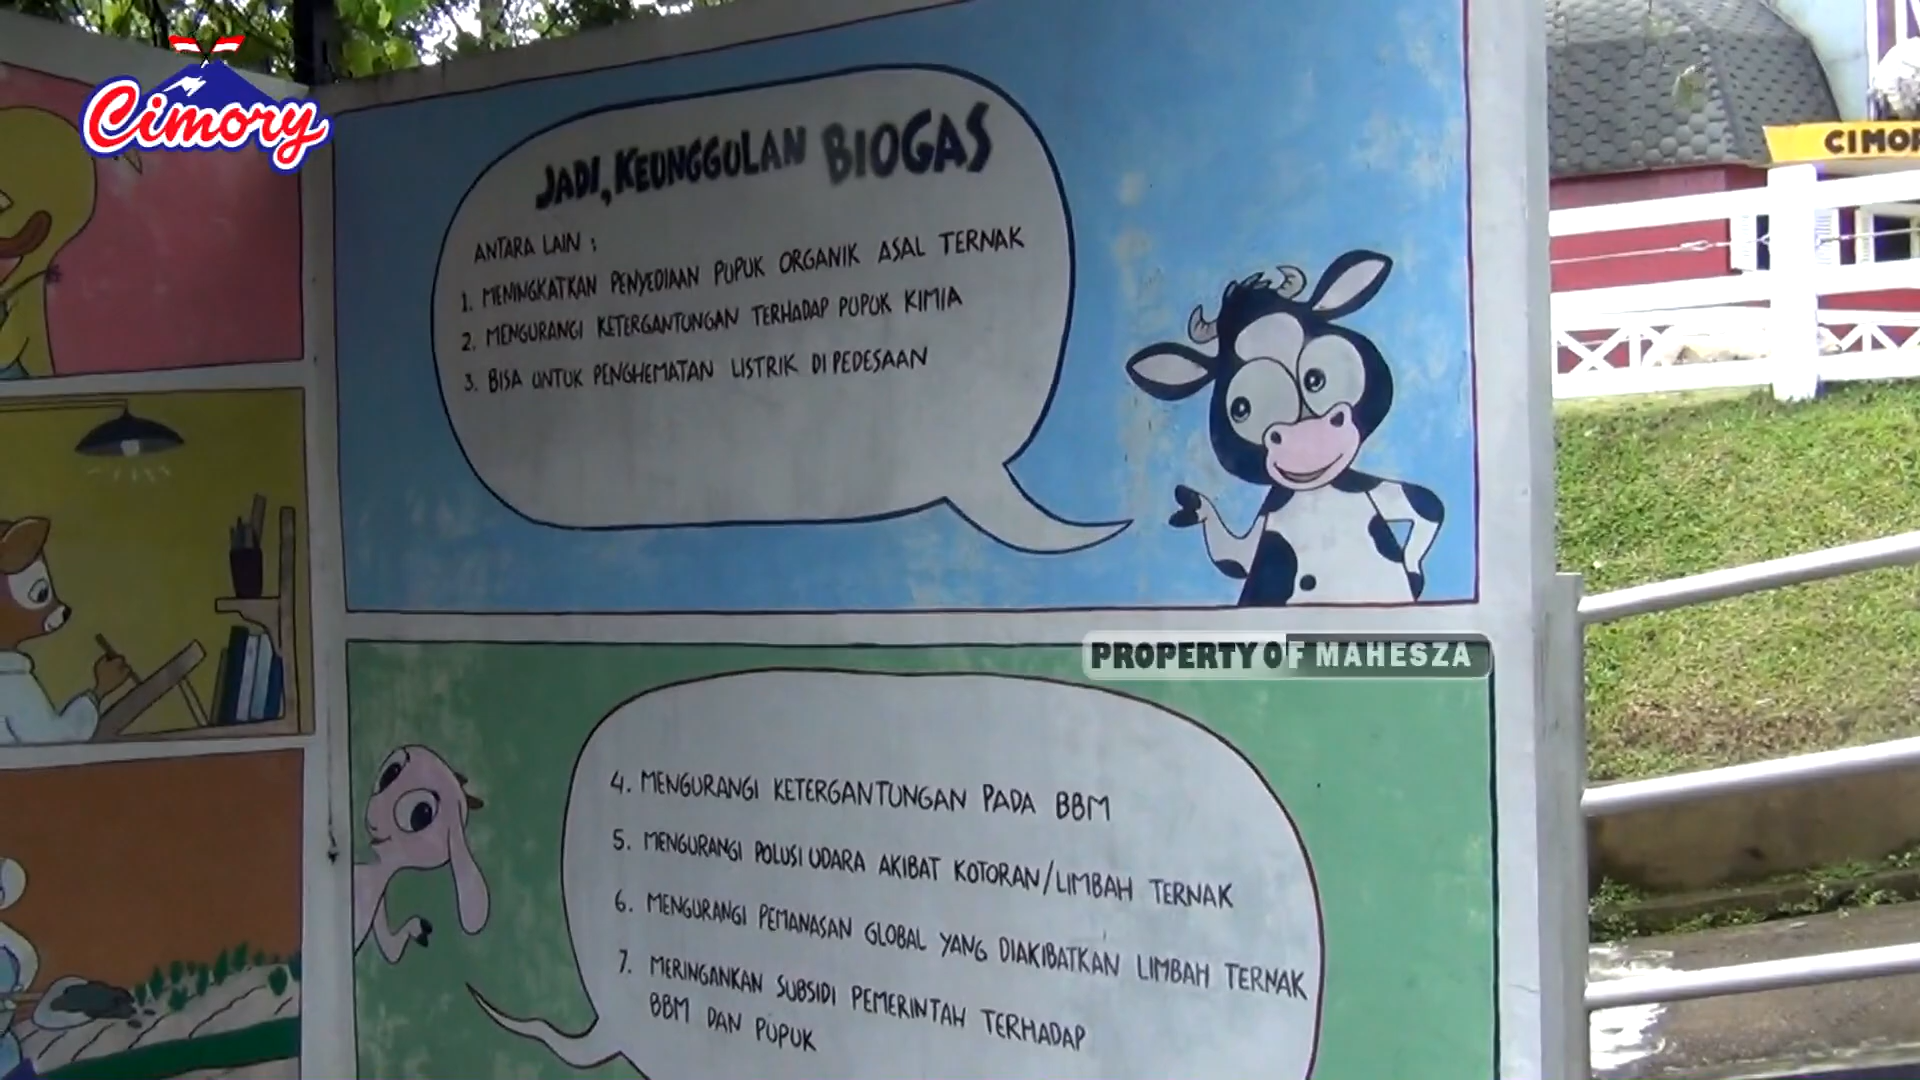 Cimory
JADI, KEUNGGULAN BIOGAS
ANTARA LAIN :
1. MENINGKATKAN PENYEDIAAN PUPUK ORGANIK ASAL TERNAK
2. MENGURANGI KETERGANTUNGAN TERHADAP PUPUK KIMIA
3. BISA UNTUK PENGHEMATAN LISTRIK DI PEDESAAN
CIMOR
PROPERTY OF MAHESZA
4. MENGURANGI KETERGANTUNGAN PADA BBM
5. MENGURANGI POLUSI UDARA AKIBAT KOTORAN/LIMBAH TERNAK
6. MENGURANGI PEMANASAN GLOBAL YANG DIAKIBATKAN LIMBAH TERNAK
7. MERINGANKAN SUBSIDI PEMERINTAH TERHADAP
BBM DAN PUPUK